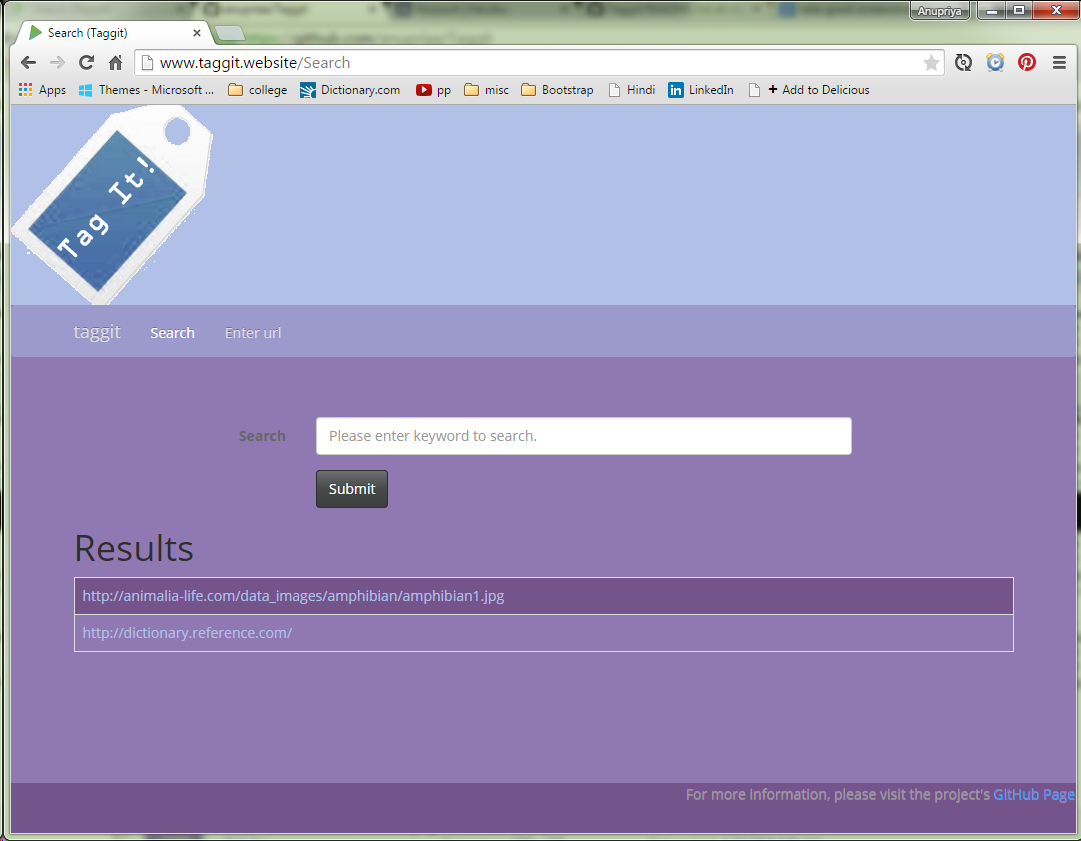 Anupriya
Search (Taggit)
www.taggit.website/Search
Apps Themes - Microsoft ... college Dictionary.com pp misc Bootstrap Hindi LinkedIn + Add to Delicious
Tag It!
taggit Search Enter url
Search Please enter keyword to search.
Submit
Results
http://animalia-life.com/data_images/amphibian/amphibian1.jpg
http://dictionary.reference.com/
For more information, please visit the project's GitHub Page